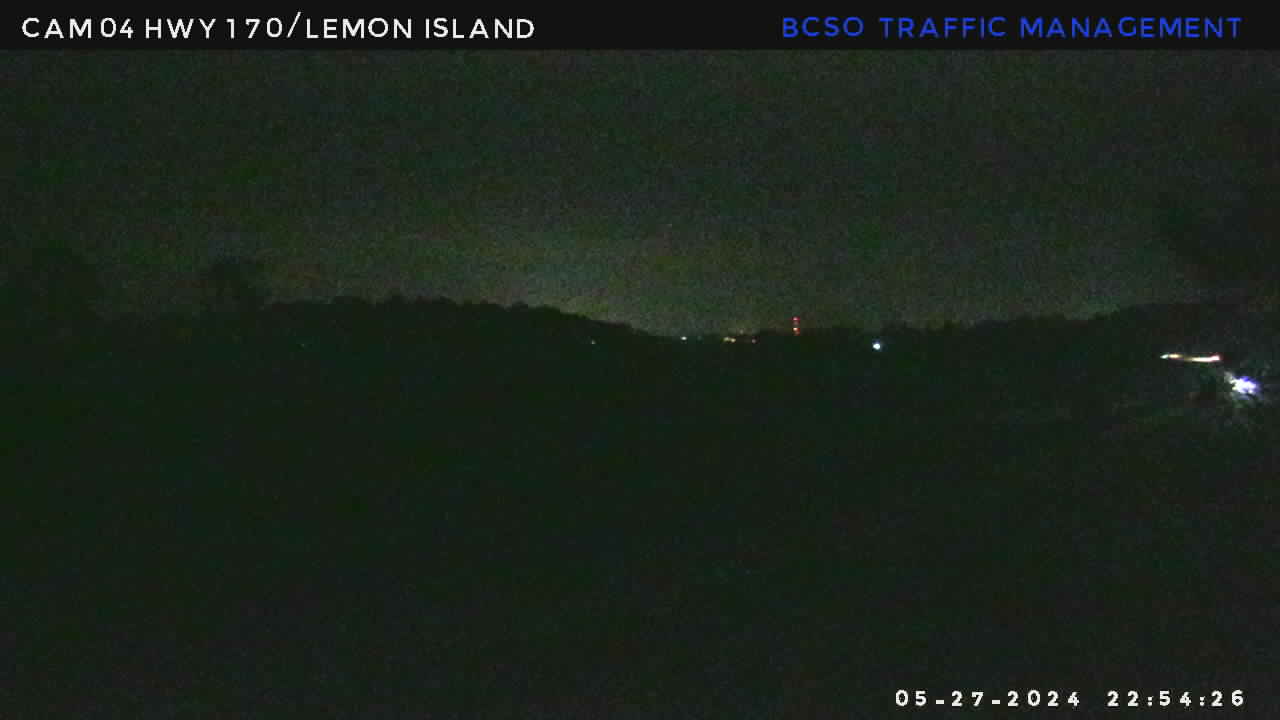 CAM04 HWY 170/LEMON ISLAND
BCSO TRAFFIC MANAGEMENT
05-27-2024 22:54:26